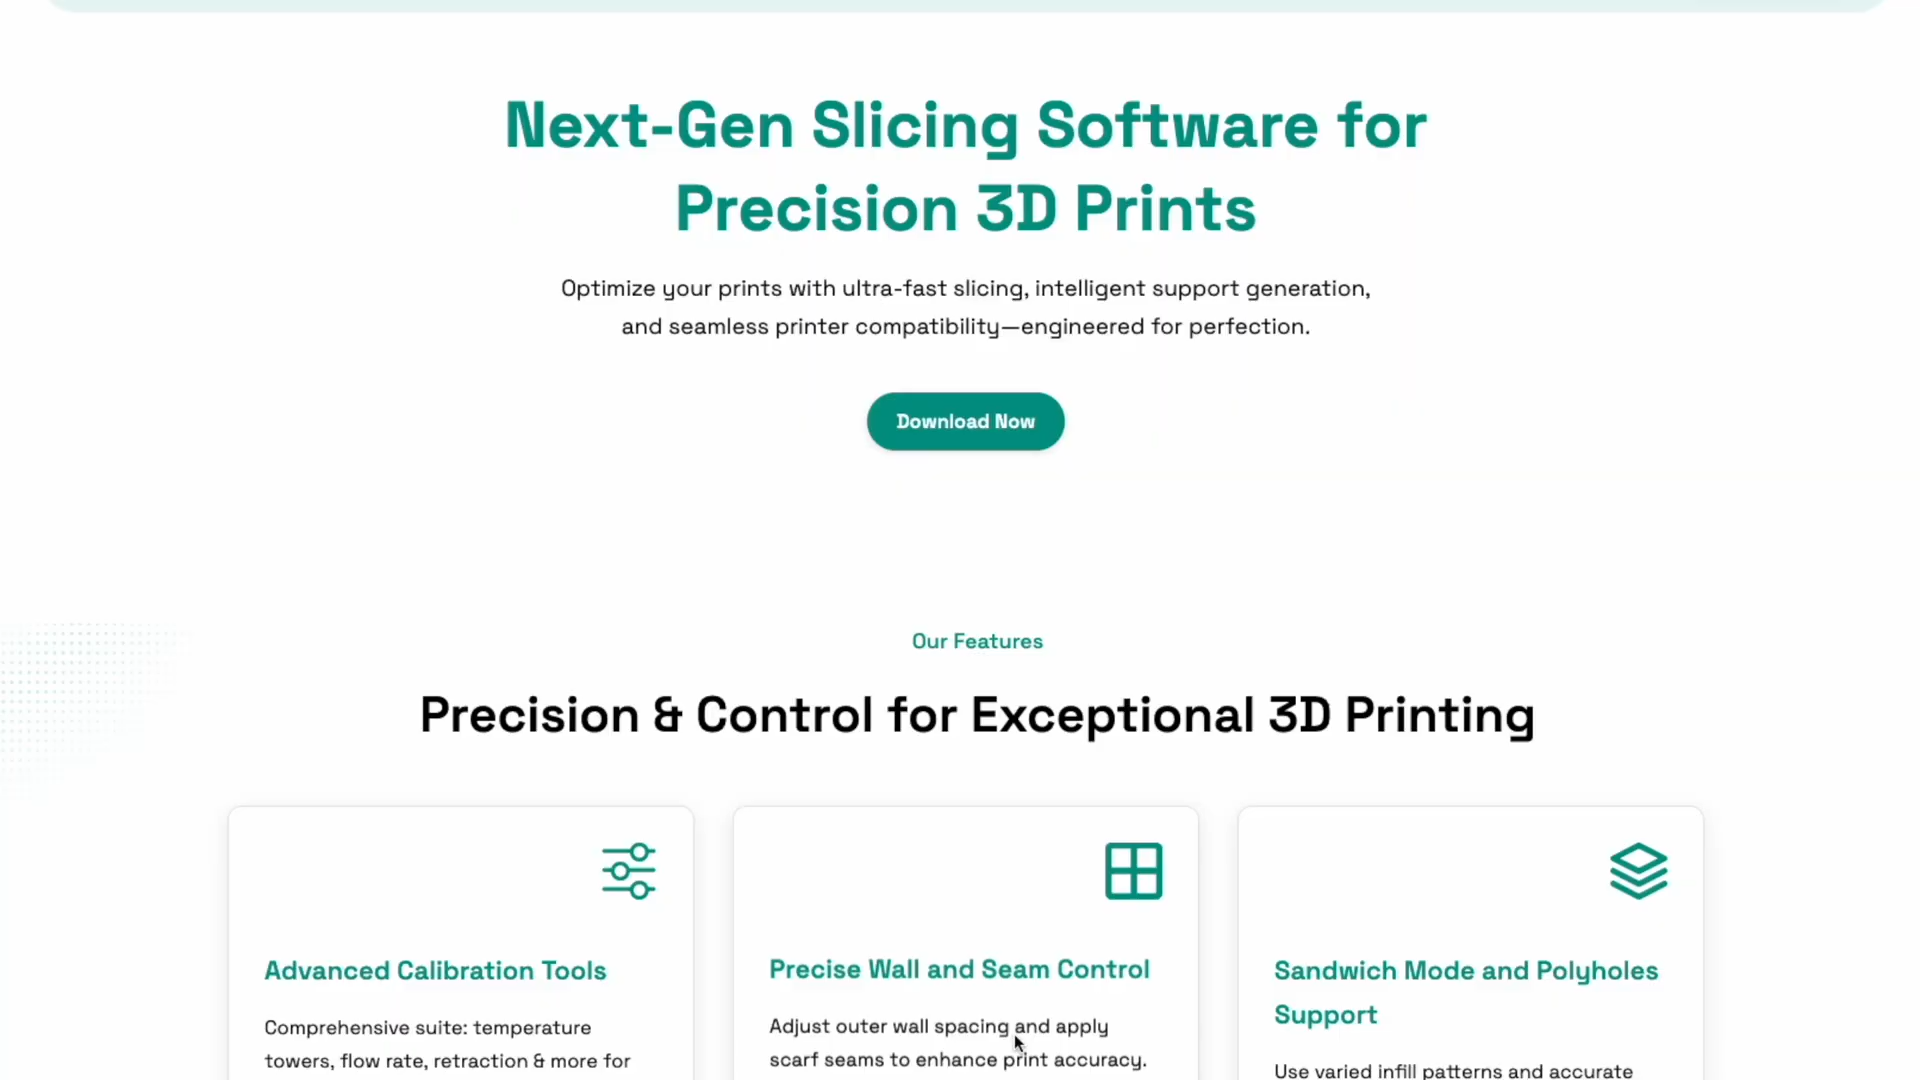 Next-Gen Slicing Software for
Precision 3D Prints
Optimize your prints with ultra-fast slicing, intelligent support generation,
and seamless printer compatibility—engineered for perfection.
Download Now
Our Features
Precision & Control for Exceptional 3D Printing
Advanced Calibration Tools
Comprehensive suite: temperature
towers, flow rate, retraction & more for
Precise Wall and Seam Control
Adjust outer wall spacing and apply
scarf seams to enhance print accuracy.
Sandwich Mode and Polyholes
Support
Use varied infill patterns and accurate